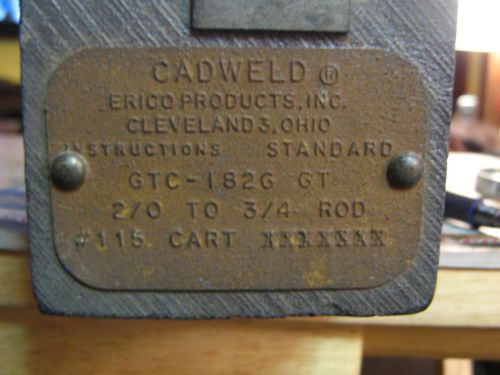 CADWELD ®
ERICO PRODUCTS, INC.
CLEVELAND 3, OHIO
INSTRUCTIONS STANDARD
GTC-182G GT
2/0 TO 3/4 ROD
#115 CART XXXXXXX